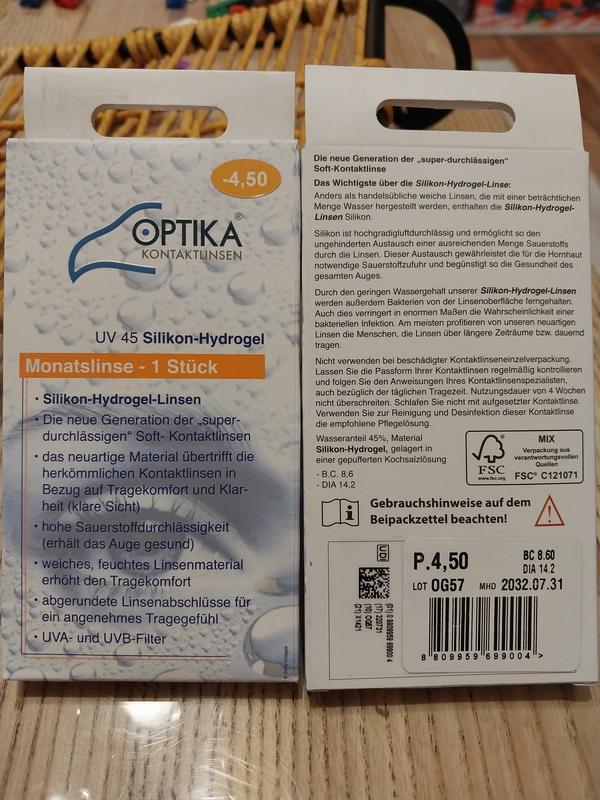 -4,50
OPTIKA®
KONTAKTLINSEN
UV 45 Silikon-Hydrogel
Monatslinse - 1 Stück
• Silikon-Hydrogel-Linsen
• Die neue Generation der „super-
durchlässigen" Soft- Kontaktlinsen
• das neuartige Material übertrifft die
herkömmlichen Kontaktlinsen in
Bezug auf Tragekomfort und Klar-
heit (klare Sicht)
• hohe Sauerstoffdurchlässigkeit
(erhält das Auge gesund)
• weiches, feuchtes Linsenmaterial
erhöht den Tragekomfort
• abgerundete Linsenabschlüsse für
ein angenehmes Tragegefühl
• UVA- und UVB-Filter
Die neue Generation der „super-durchlässigen"
Soft-Kontaktlinse
Das Wichtigste über die Silikon-Hydrogel-Linse:
Anders als handelsübliche weiche Linsen, die mit einer beträchtlichen
Menge Wasser hergestellt werden, enthalten die Silikon-Hydrogel-
Linsen Silikon.
Silikon ist hochgradigluftdurchlässig und ermöglicht so den
ungehinderten Austausch einer ausreichenden Menge Sauerstoffs
durch die Linsen. Dieser Austausch gewährleistet die für die Hornhaut
notwendige Sauerstoffzufuhr und begünstigt so die Gesundheit des
gesamten Auges.
Durch den geringen Wassergehalt unserer Silikon-Hydrogel-Linsen
werden außerdem Bakterien von der Linsenoberfläche ferngehalten.
Auch dies verringert in enormen Maßen die Wahrscheinlichkeit einer
bakteriellen Infektion. Am meisten profitieren von unseren neuartigen
Linsen die Menschen, die Linsen über längere Zeiträume bzw. dauernd
tragen.
Nicht verwenden bei beschädigter Kontaktlinseneinzelverpackung.
Lassen Sie die Passform Ihrer Kontaktlinsen regelmäßig kontrollieren
und folgen Sie den Anweisungen Ihres Kontaktlinsenspezialisten,
auch bezüglich der täglichen Tragezeit. Nutzungsdauer von 4 Wochen
nicht überschreiten. Schlafen Sie nicht mit aufgesetzter Kontaktlinse.
Verwenden Sie zur Reinigung und Desinfektion dieser Kontaktlinse
die empfohlene Pflegelösung.
Wasseranteil 45%, Material
Silikon-Hydrogel, gelagert in
einer gepufferten Kochsalzlösung
- B.C. 8,6
- DIA 14,2
FSC
www.fsc.org
MIX
Verpackung aus
verantwortungsvollen
Quellen
FSC® C121071
Gebrauchshinweise auf dem
Beipackzettel beachten!
UDI
(01) 0 8809959 69900 4
(17) 320731
(10) OG57
(21) X1421
P.4,50
BC 8.60
DIA 14.2
LOT OG57 MHD 2032.07.31
8 809959 699004 >